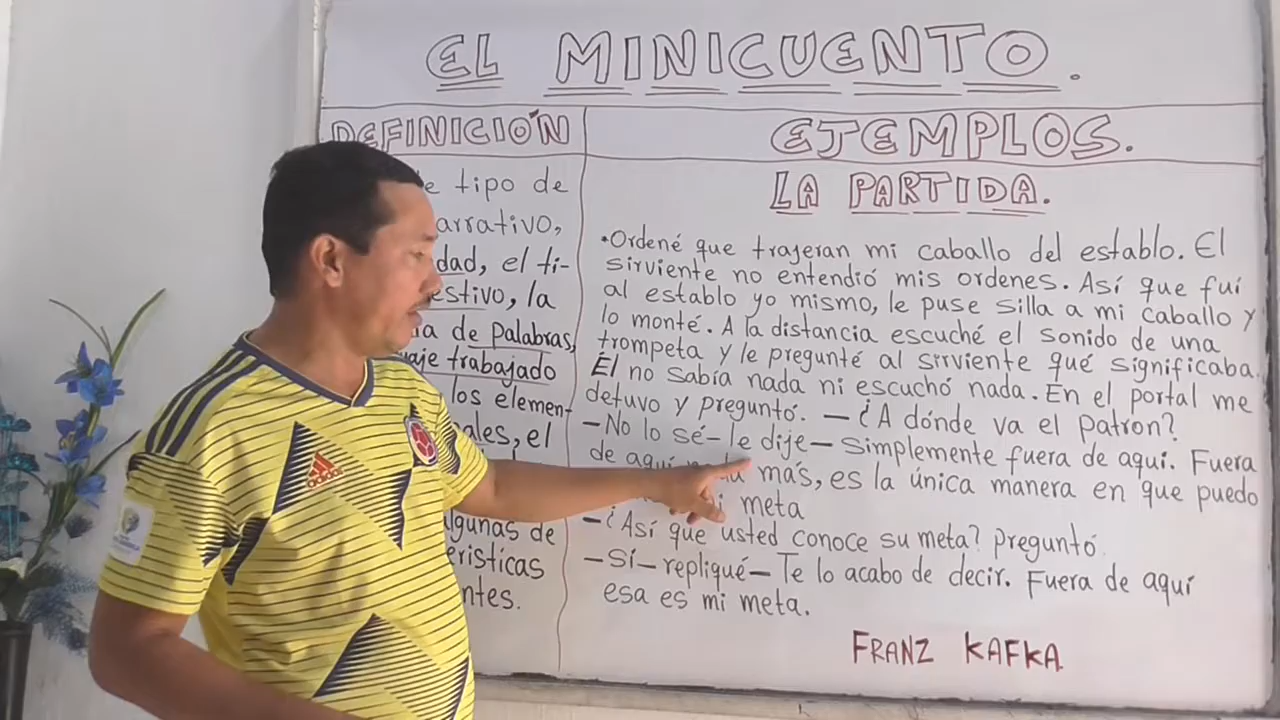 EL MINICUENTO.
DEFINICIÓN
tipo de
arrativo,
dad, el ti-
estivo, la
de palabras,
aje trabajado
los elemen-
ales, el
lgunas de
erísticas
ntes.
EJEMPLOS.
LA PARTIDA.
•Ordené que trajeran mi caballo del establo. El
sirviente no entendió mis ordenes. Así que fuí
al establo yo mismo, le puse silla a mi caballo y
lo monté. A la distancia escuché el sonido de una
trompeta y le pregunté al sirviente qué significaba.
El no sabía nada ni escuchó nada. En el portal me
detuvo y preguntó. —¿A dónde va el Patron?
—No lo sé—le dije—Simplemente fuera de aquí. Fuera
de aquí más, es la única manera en que puedo
meta
—¿Así que usted conoce su meta? preguntó.
—Sí—repliqué—Te lo acabo de decir. Fuera de aquí
esa es mi meta.
FRANZ KAFKA
adidas